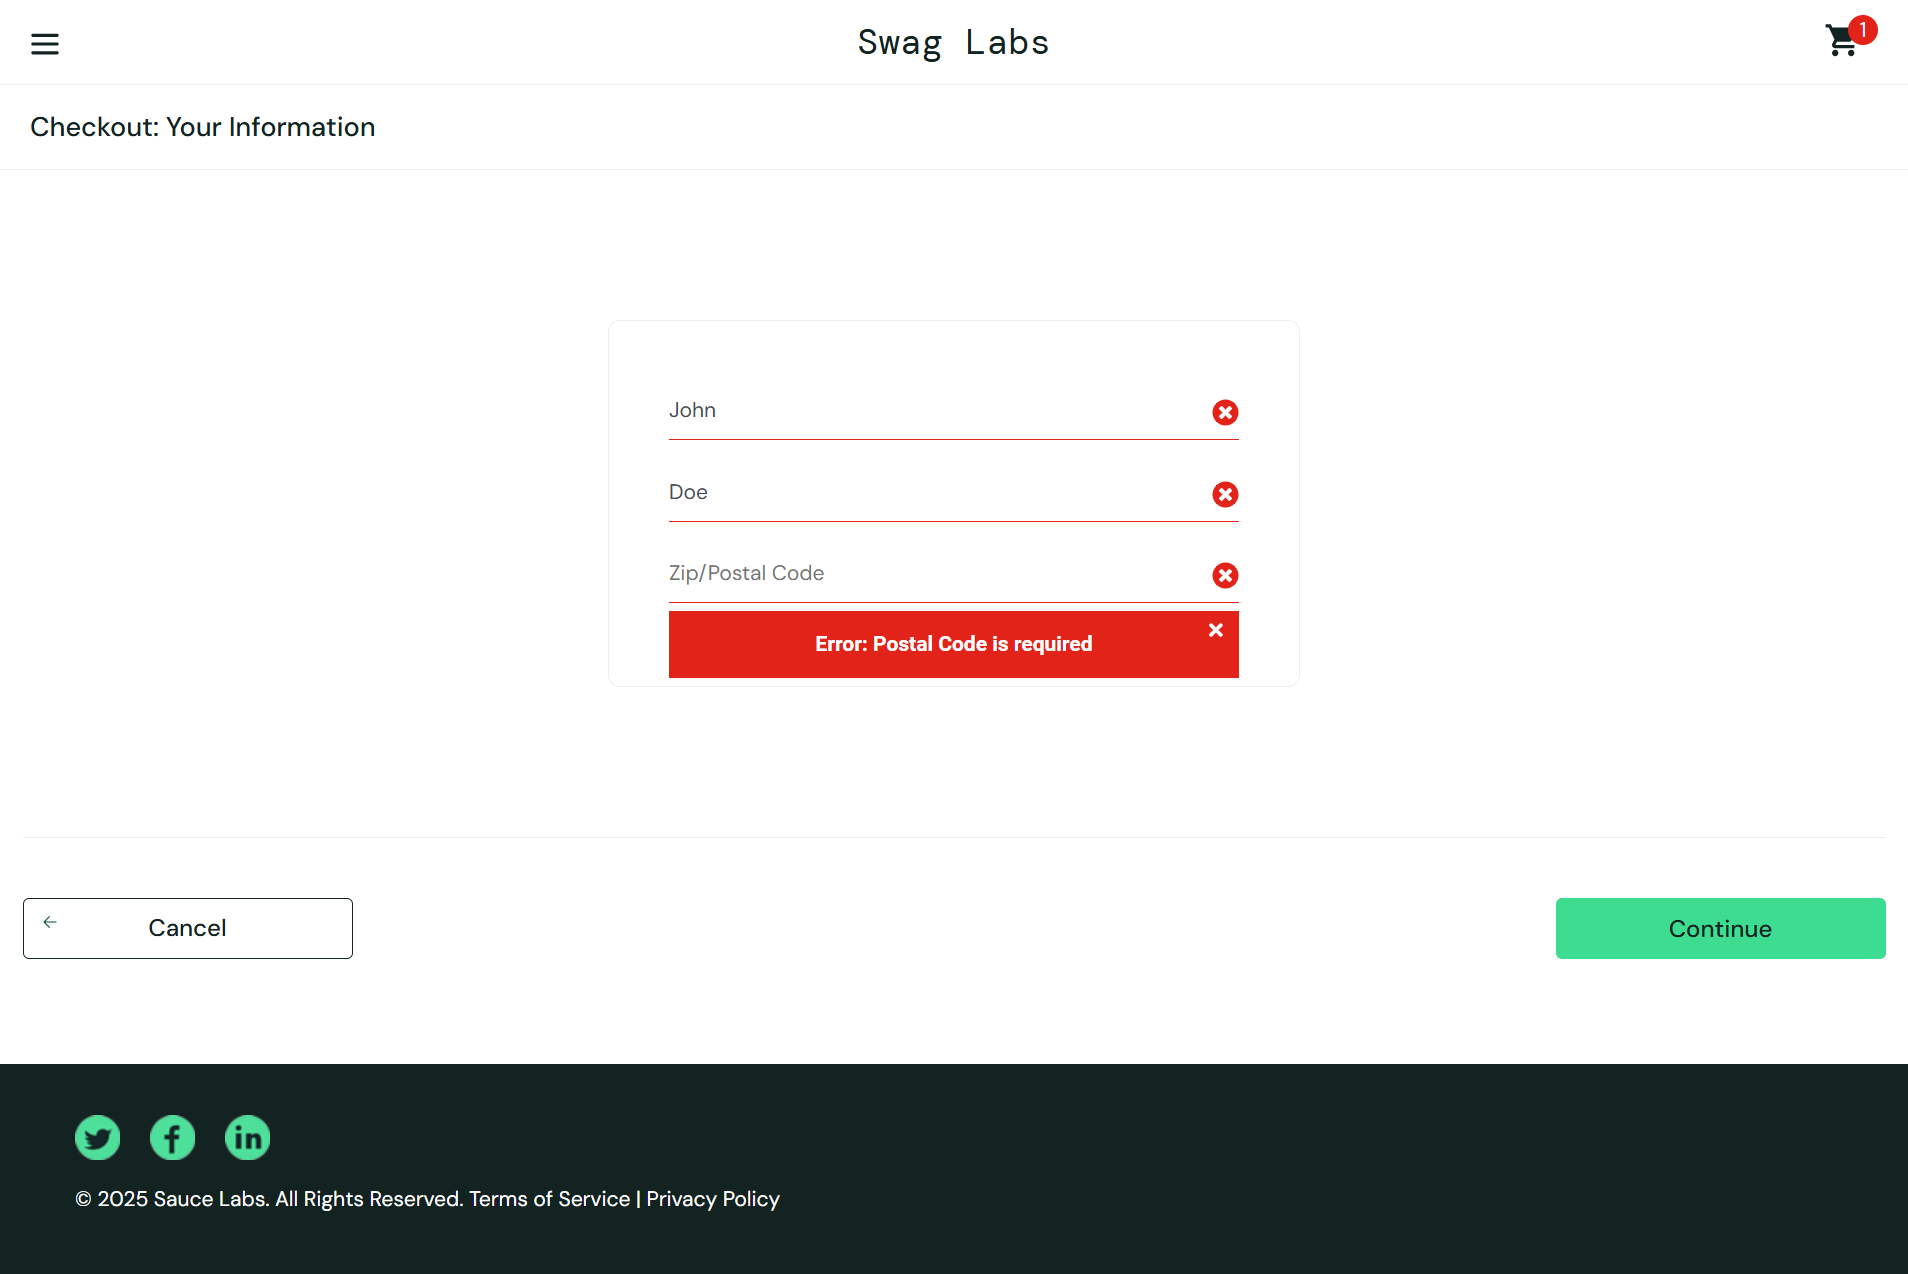 Swag Labs
1
Checkout: Your Information
John
Doe
Zip/Postal Code
Error: Postal Code is required
Cancel
Continue
© 2025 Sauce Labs. All Rights Reserved. Terms of Service | Privacy Policy